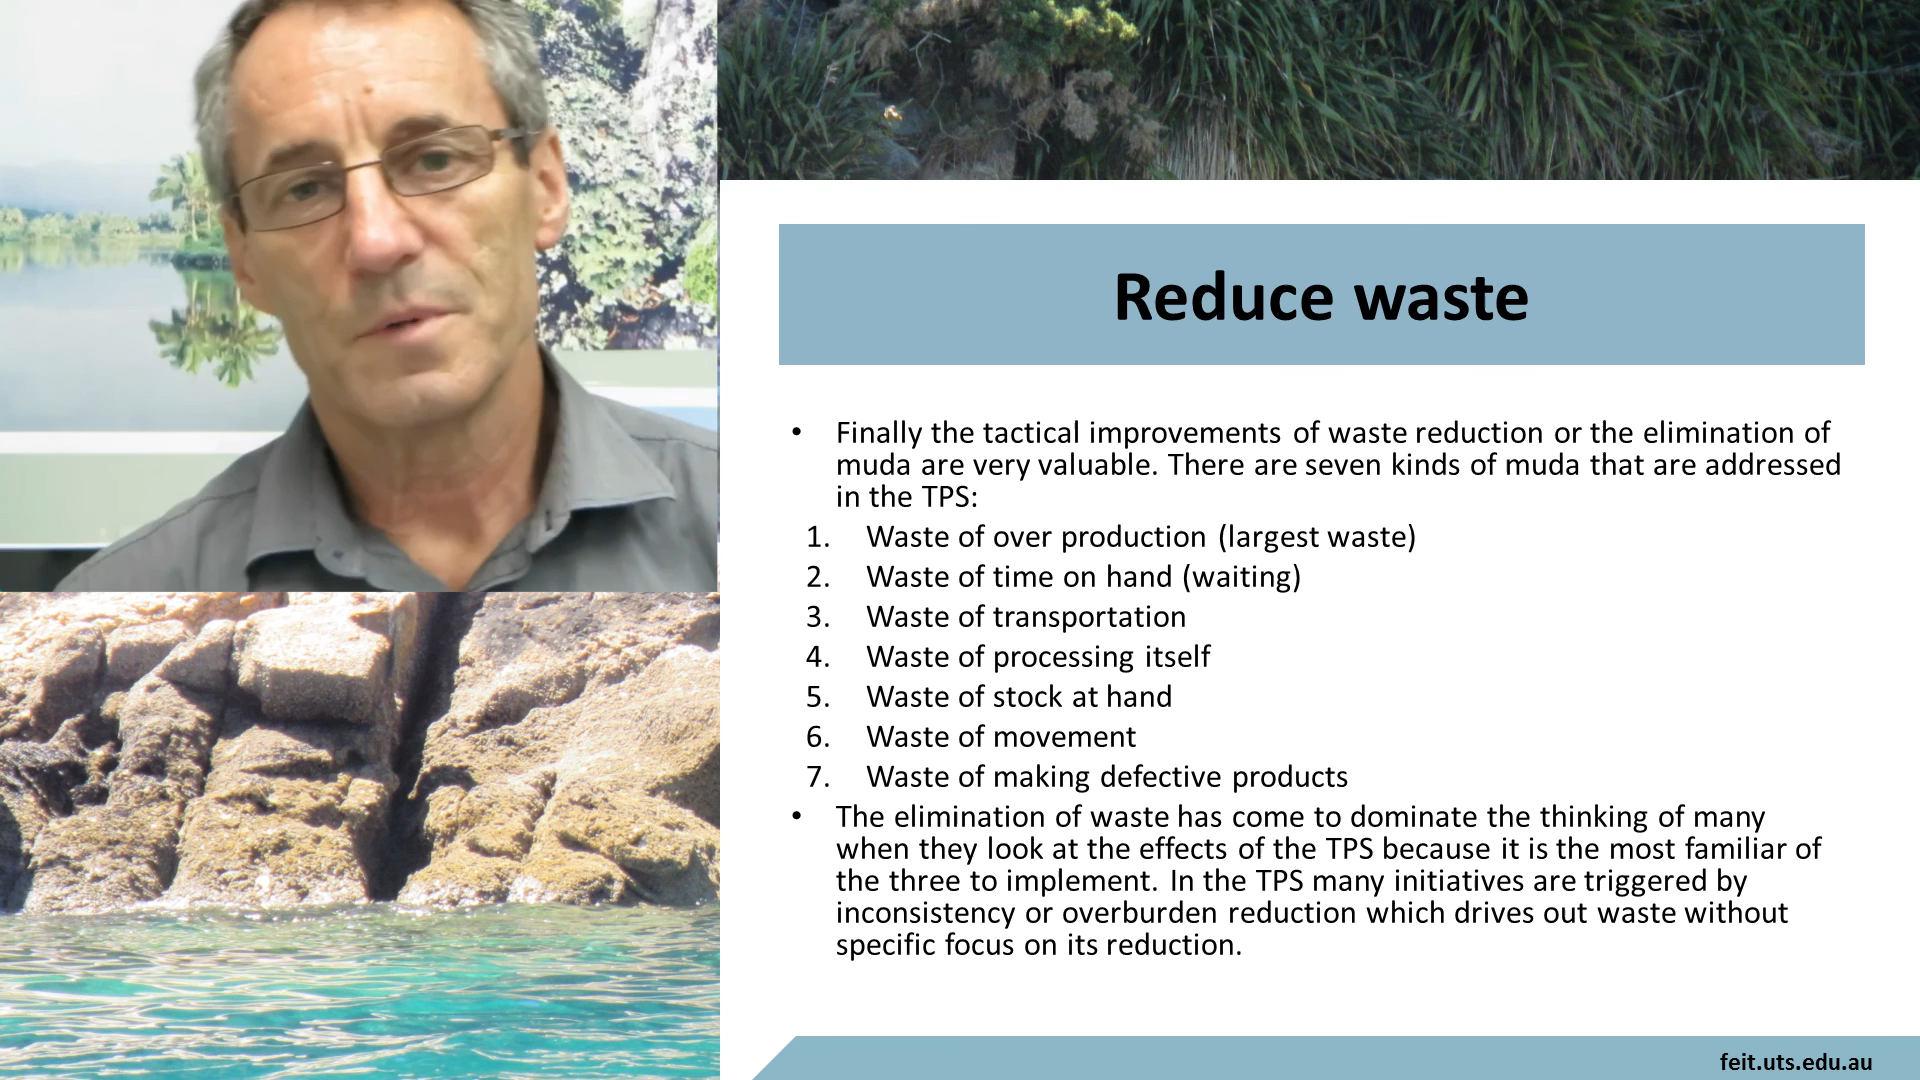 Reduce waste
• Finally the tactical improvements of waste reduction or the elimination of
muda are very valuable. There are seven kinds of muda that are addressed
in the TPS:
1. Waste of over production (largest waste)
2. Waste of time on hand (waiting)
3. Waste of transportation
4. Waste of processing itself
5. Waste of stock at hand
6. Waste of movement
7. Waste of making defective products
• The elimination of waste has come to dominate the thinking of many
when they look at the effects of the TPS because it is the most familiar of
the three to implement. In the TPS many initiatives are triggered by
inconsistency or overburden reduction which drives out waste without
specific focus on its reduction.
feit.uts.edu.au